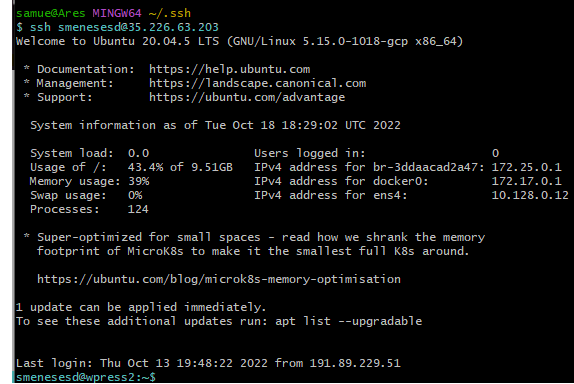 samue@Ares MINGW64 ~/.ssh
$ ssh smenesesd@35.226.63.203
Welcome to Ubuntu 20.04.5 LTS (GNU/Linux 5.15.0-1018-gcp x86_64)
* Documentation:  https://help.ubuntu.com
* Management:     https://landscape.canonical.com
* Support:        https://ubuntu.com/advantage
System information as of Tue Oct 18 18:29:02 UTC 2022
System load:  0.0                Users logged in:                  0
Usage of /:   43.4% of 9.51GB   IPv4 address for br-3ddaacad2a47: 172.25.0.1
Memory usage: 39%                IPv4 address for docker0:         172.17.0.1
Swap usage:   0%                 IPv4 address for ens4:            10.128.0.12
Processes:    124
* Super-optimized for small spaces - read how we shrank the memory
footprint of MicroK8s to make it the smallest full K8s around.
https://ubuntu.com/blog/microk8s-memory-optimisation
1 update can be applied immediately.
To see these additional updates run: apt list --upgradable
Last login: Thu Oct 13 19:48:22 2022 from 191.89.229.51
smenesesd@wpress2:~$